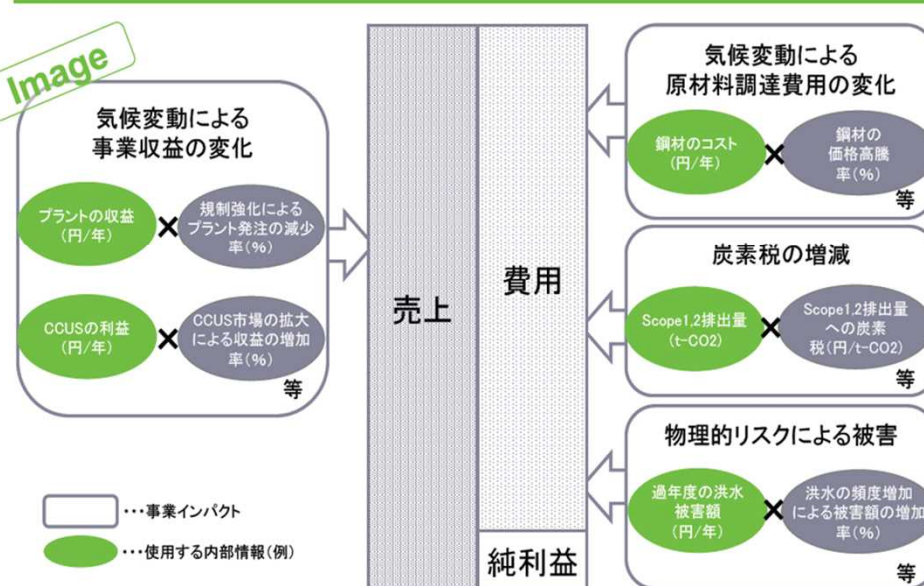 Image
気候変動による
事業収益の変化
プラントの収益
(円/年)
×
規制強化による
プラント発注の減少
率(%)
CCUSの利益
(円/年)
×
CCUS市場の拡大
による収益の増加
率(%)
等
売上
費用
純利益
気候変動による
原材料調達費用の変化
鋼材のコスト
(円/年)
×
鋼材の
価格高騰
率(%)
等
炭素税の増減
Scope1,2排出量
(t-CO2)
×
Scope1,2排出量
への炭素
税(円/t-CO2)
等
物理的リスクによる被害
過年度の洪水
被害額
(円/年)
×
洪水の頻度増加
による被害額の増加
率(%)
等
･･･事業インパクト
･･･使用する内部情報(例)